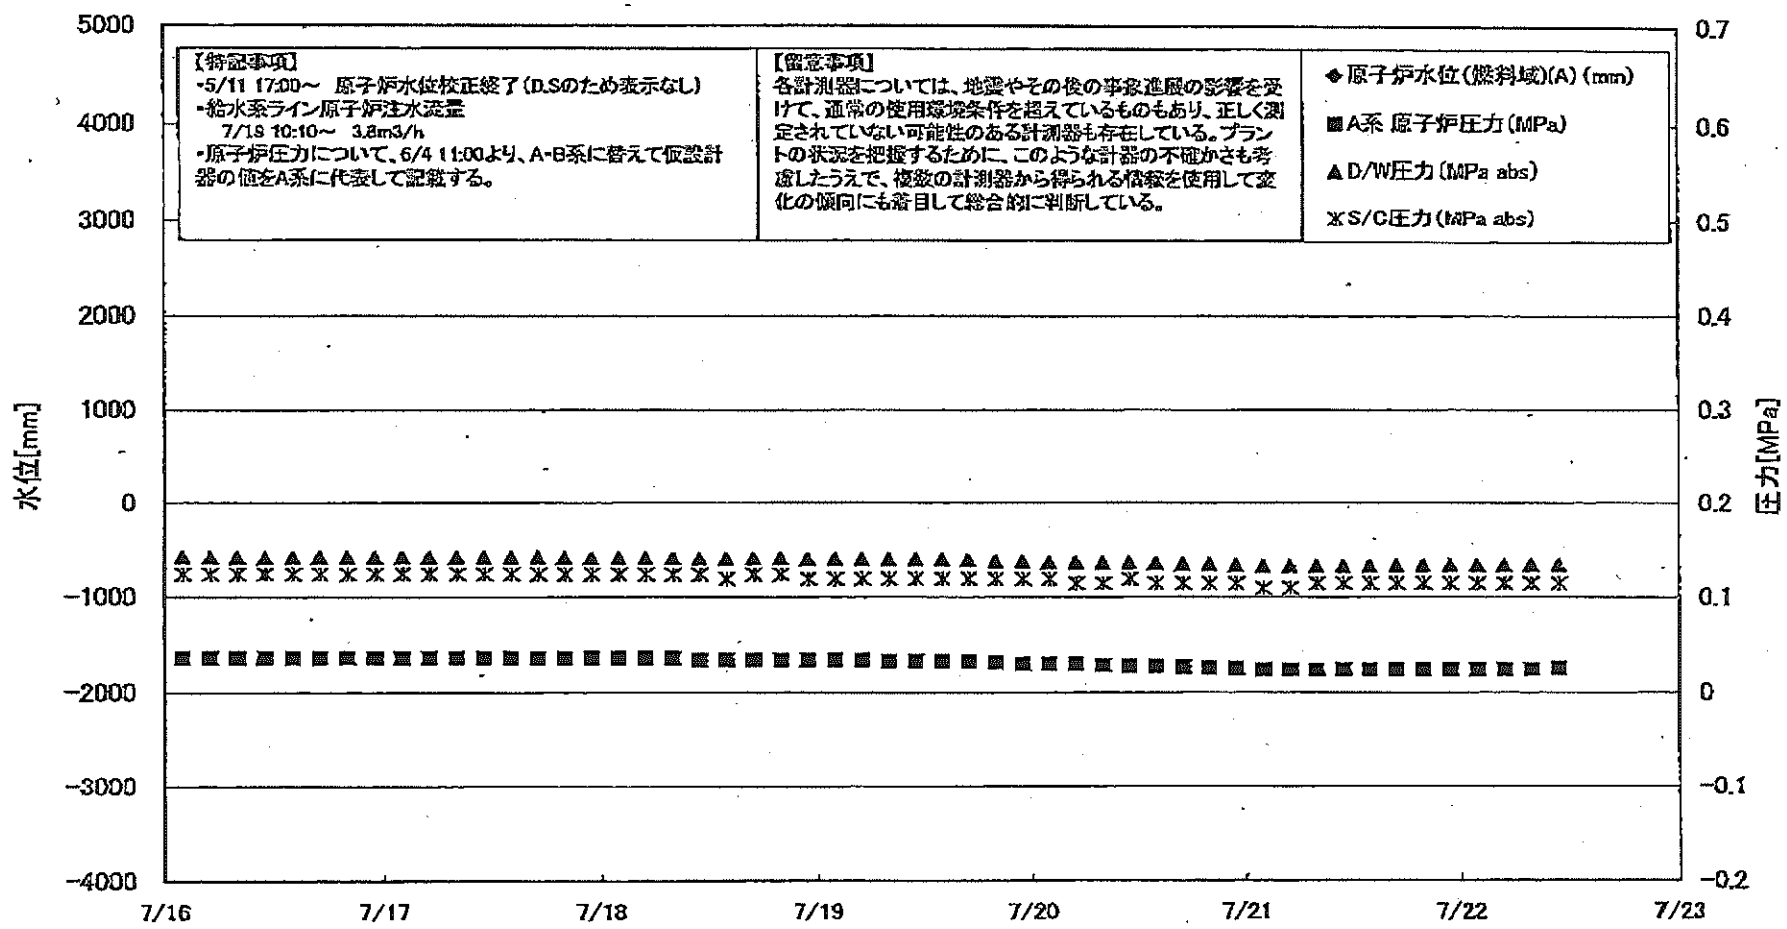 5000
4000
3000
2000
1000
0
-1000
-2000
-3000
-4000
水位[mm]
【特記事項】
・5/11 17:00～ 原子炉水位校正終了(D.Sのため表示なし)
・給水系ライン原子炉注水流量
7/18 10:10～ 3.8m3/h
・原子炉圧力について、6/4 11:00より、A・B系に替えて仮設計
器の値をA系に代表して記載する。
【留意事項】
各計測器については、地震やその後の事象進展の影響を受
けて、通常の使用環境条件を超えているものもあり、正しく測
定されていない可能性のある計測器も存在している。プラン
トの状況を把握するために、このような計器の不確かさも考
慮したうえで、複数の計測器から得られる情報を使用して変
化の傾向にも着目して総合的に判断している。
原子炉水位(燃料域)(A)(mm)
A系 原子炉圧力(MPa)
D/W圧力(MPa abs)
S/C圧力(MPa abs)
0.7
0.6
0.5
0.4
0.3
0.2
0.1
0
-0.1
-0.2
圧力[MPa]
7/16
7/17
7/18
7/19
7/20
7/21
7/22
7/23